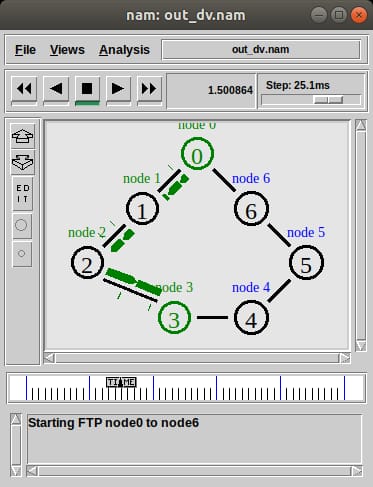 nam: out_dv.nam
File Views Analysis out_dv.nam
1.500864 Step: 25.1ms
ED
IT
node 0
0
node 1
1
node 6
6
node 2
2
node 5
5
node 3
3
node 4
4
TIME
Starting FTP node0 to node6